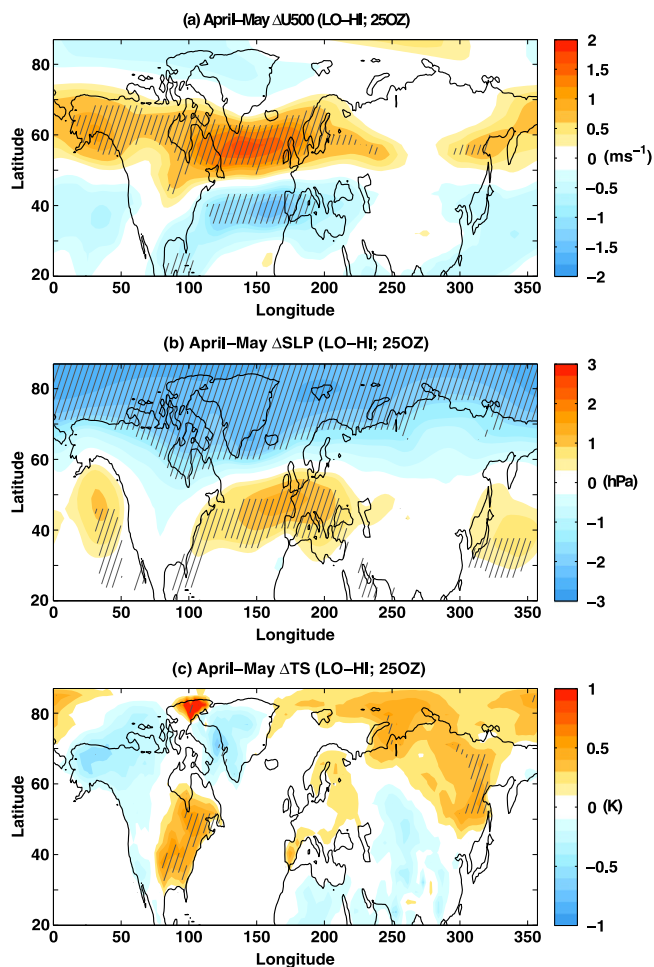 (a) April–May ΔU500 (LO–HI; 25OZ)
80
60
40
20
Latitude
0 50 100 150 200 250 300 350
Longitude
2
1.5
1
0.5
0 (ms⁻¹)
−0.5
−1
−1.5
−2
(b) April–May ΔSLP (LO–HI; 25OZ)
80
60
40
20
Latitude
0 50 100 150 200 250 300 350
Longitude
3
2
1
0 (hPa)
−1
−2
−3
(c) April–May ΔTS (LO–HI; 25OZ)
80
60
40
20
Latitude
0 50 100 150 200 250 300 350
Longitude
1
0.5
0 (K)
−0.5
−1